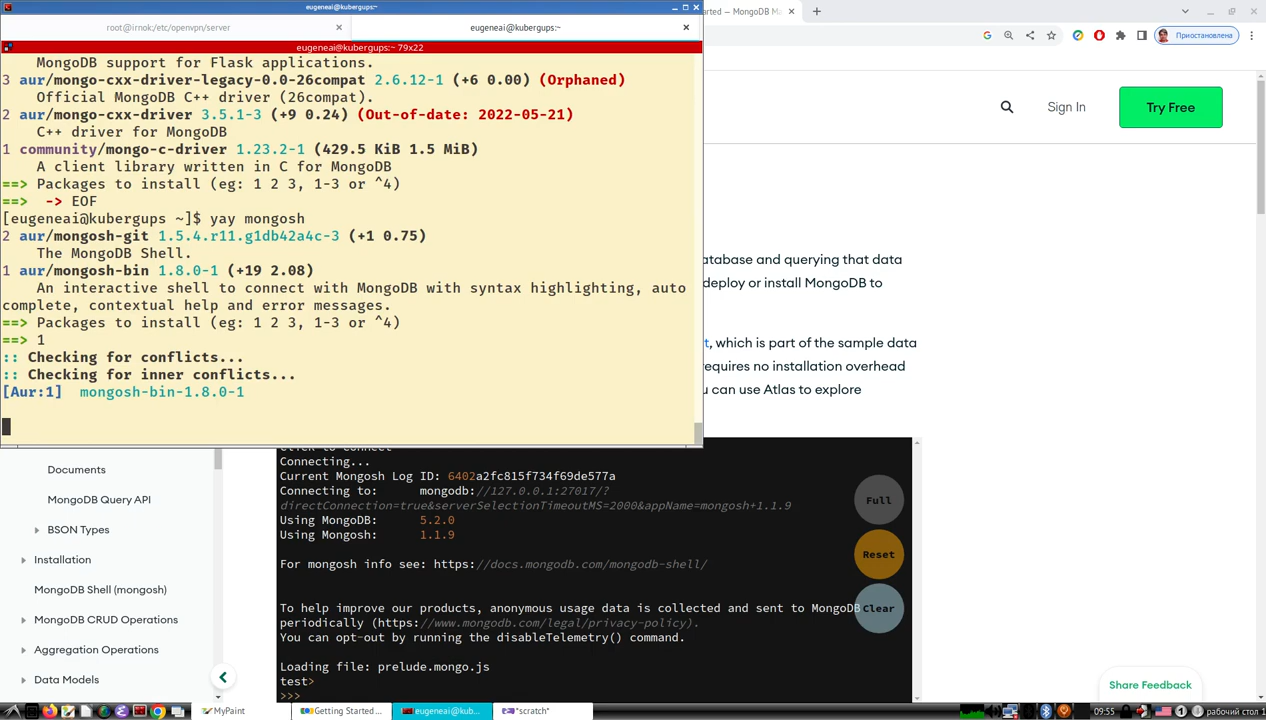 eugeneai@kubergups:~
root@irnok:/etc/openvpn/server
eugeneai@kubergups:~
eugeneai@kubergups:~ 79x22
MongoDB support for Flask applications.
3 aur/mongo-cxx-driver-legacy-0.0-26compat 2.6.12-1 (+6 0.00) (Orphaned)
Official MongoDB C++ driver (26compat).
2 aur/mongo-cxx-driver 3.5.1-3 (+9 0.24) (Out-of-date: 2022-05-21)
C++ driver for MongoDB
1 community/mongo-c-driver 1.23.2-1 (429.5 KiB 1.5 MiB)
A client library written in C for MongoDB
==> Packages to install (eg: 1 2 3, 1-3 or ^4)
==>  -> EOF
[eugeneai@kubergups ~]$ yay mongosh
2 aur/mongosh-git 1.5.4.r11.g1db42a4c-3 (+1 0.75)
The MongoDB Shell.
1 aur/mongosh-bin 1.8.0-1 (+19 2.08)
An interactive shell to connect with MongoDB with syntax highlighting, auto
complete, contextual help and error messages.
==> Packages to install (eg: 1 2 3, 1-3 or ^4)
==> 1
:: Checking for conflicts...
:: Checking for inner conflicts...
[Aur:1]  mongosh-bin-1.8.0-1
started — MongoDB Ma
Приостановлена
Sign In
Try Free
atabase and querying that data
deploy or install MongoDB to
t, which is part of the sample data
requires no installation overhead
u can use Atlas to explore
Documents
MongoDB Query API
BSON Types
Installation
MongoDB Shell (mongosh)
MongoDB CRUD Operations
Aggregation Operations
Data Models
Click to connect
Connecting...
Current Mongosh Log ID: 6402a2fc815f734f69de577a
Connecting to: mongodb://127.0.0.1:27017/?
directConnection=true&serverSelectionTimeoutMS=2000&appName=mongosh+1.1.9
Using MongoDB: 5.2.0
Using Mongosh: 1.1.9
For mongosh info see: https://docs.mongodb.com/mongodb-shell/
To help improve our products, anonymous usage data is collected and sent to MongoDB
periodically (https://www.mongodb.com/legal/privacy-policy).
You can opt-out by running the disableTelemetry() command.
Loading file: prelude.mongo.js
test>
>>>
Full
Reset
Clear
Share Feedback
MyPaint
Getting Started ...
eugeneai@kub...
*scratch*
09:55
рабочий стол 1